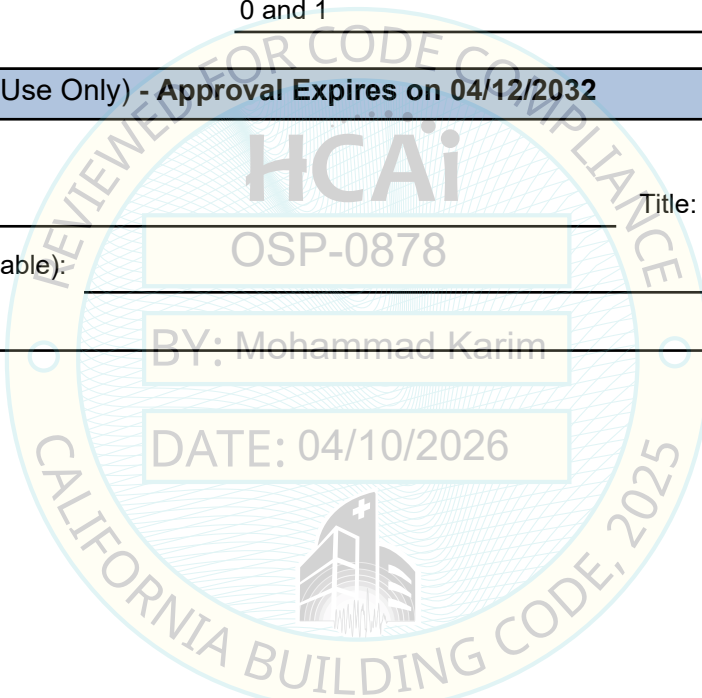 0 and 1
Use Only) - Approval Expires on 04/12/2032
REVIEWED FOR CODE COMPLIANCE
HCAi
Title:
OSP-0878
able):
BY: Mohammad Karim
DATE: 04/10/2026
CALIFORNIA BUILDING CODE, 2025